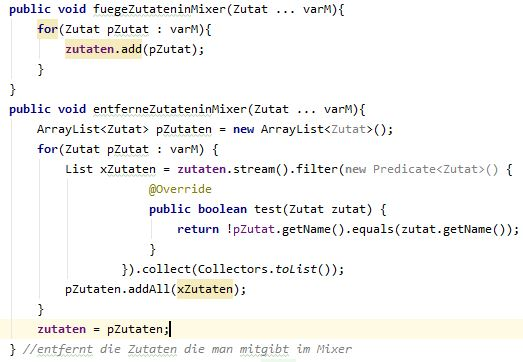 public void fuegeZutateninMixer(Zutat ... varM){
    for(Zutat pZutat : varM){
        zutaten.add(pZutat);
    }
}
public void entferneZutateninMixer(Zutat ... varM){
    ArrayList<Zutat> pZutaten = new ArrayList<Zutat>();
    for(Zutat pZutat : varM) {
        List xZutaten = zutaten.stream().filter(new Predicate<Zutat>() {
                    @Override
                    public boolean test(Zutat zutat) {
                        return !pZutat.getName().equals(zutat.getName());
                    }
                }).collect(Collectors.toList());
        pZutaten.addAll(xZutaten);
    }
    zutaten = pZutaten;
} //entfernt die Zutaten die man mitgibt im Mixer